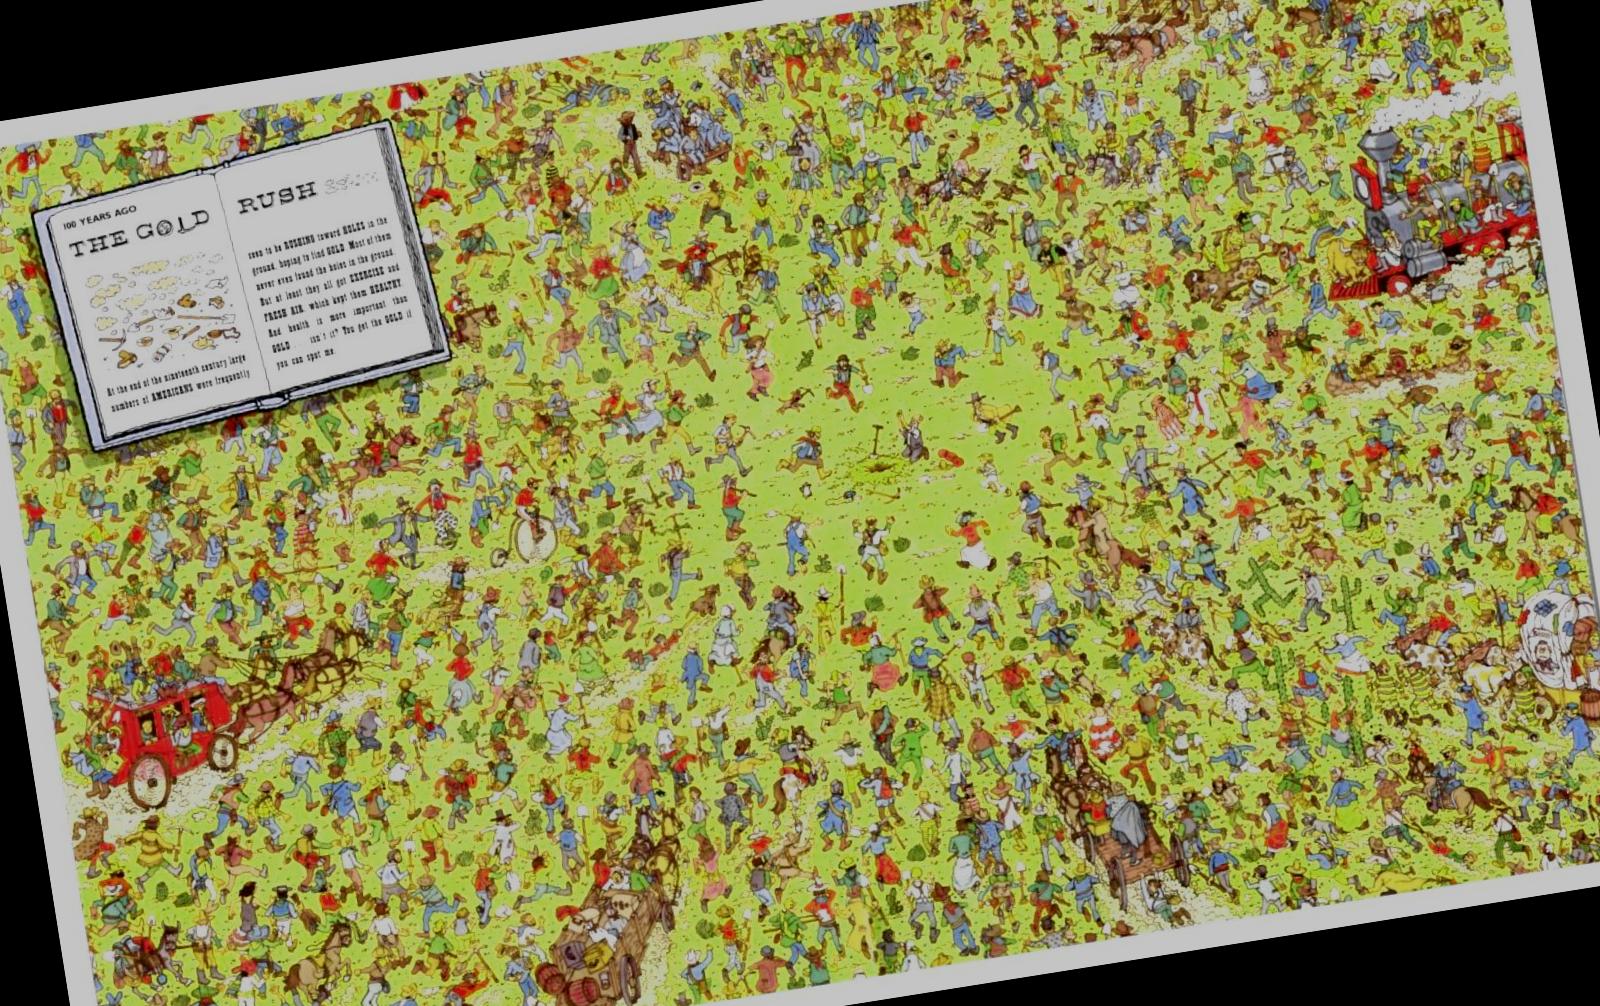 100 YEARS AGO
THE GOLD
At the end of the nineteenth century large
numbers of AMERICANS were frequently
RUSH
seen to be RUSHING toward HOLES in the
ground, hoping to find GOLD. Most of them
never even found the holes in the ground.
But at least they all got EXERCISE and
FRESH AIR, which kept them HEALTHY.
And health is more important than
GOLD . . . isn't it? You get the GOLD if
you can spot me.